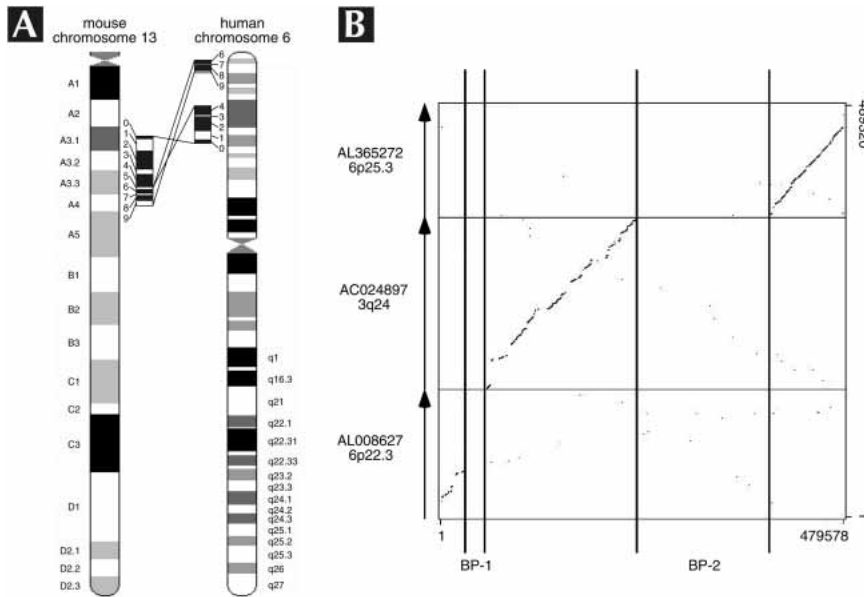 A
mouse
chromosome 13
human
chromosome 6
A1
A2
A3.1
A3.2
A3.3
A4
A5
B1
B2
B3
C1
C2
C3
D1
D2.1
D2.2
D2.3
0
1
2
3
4
5
6
7
8
9
6
7
8
9
4
3
2
1
0
q1
q16.3
q21
q22.1
q22.31
q22.33
q23.2
q23.3
q24.1
q24.2
q24.3
q25.1
q25.2
q25.3
q26
q27
B
AL365272
6p25.3
AC024897
3q24
AL008627
6p22.3
1
479578
BP-1
BP-2